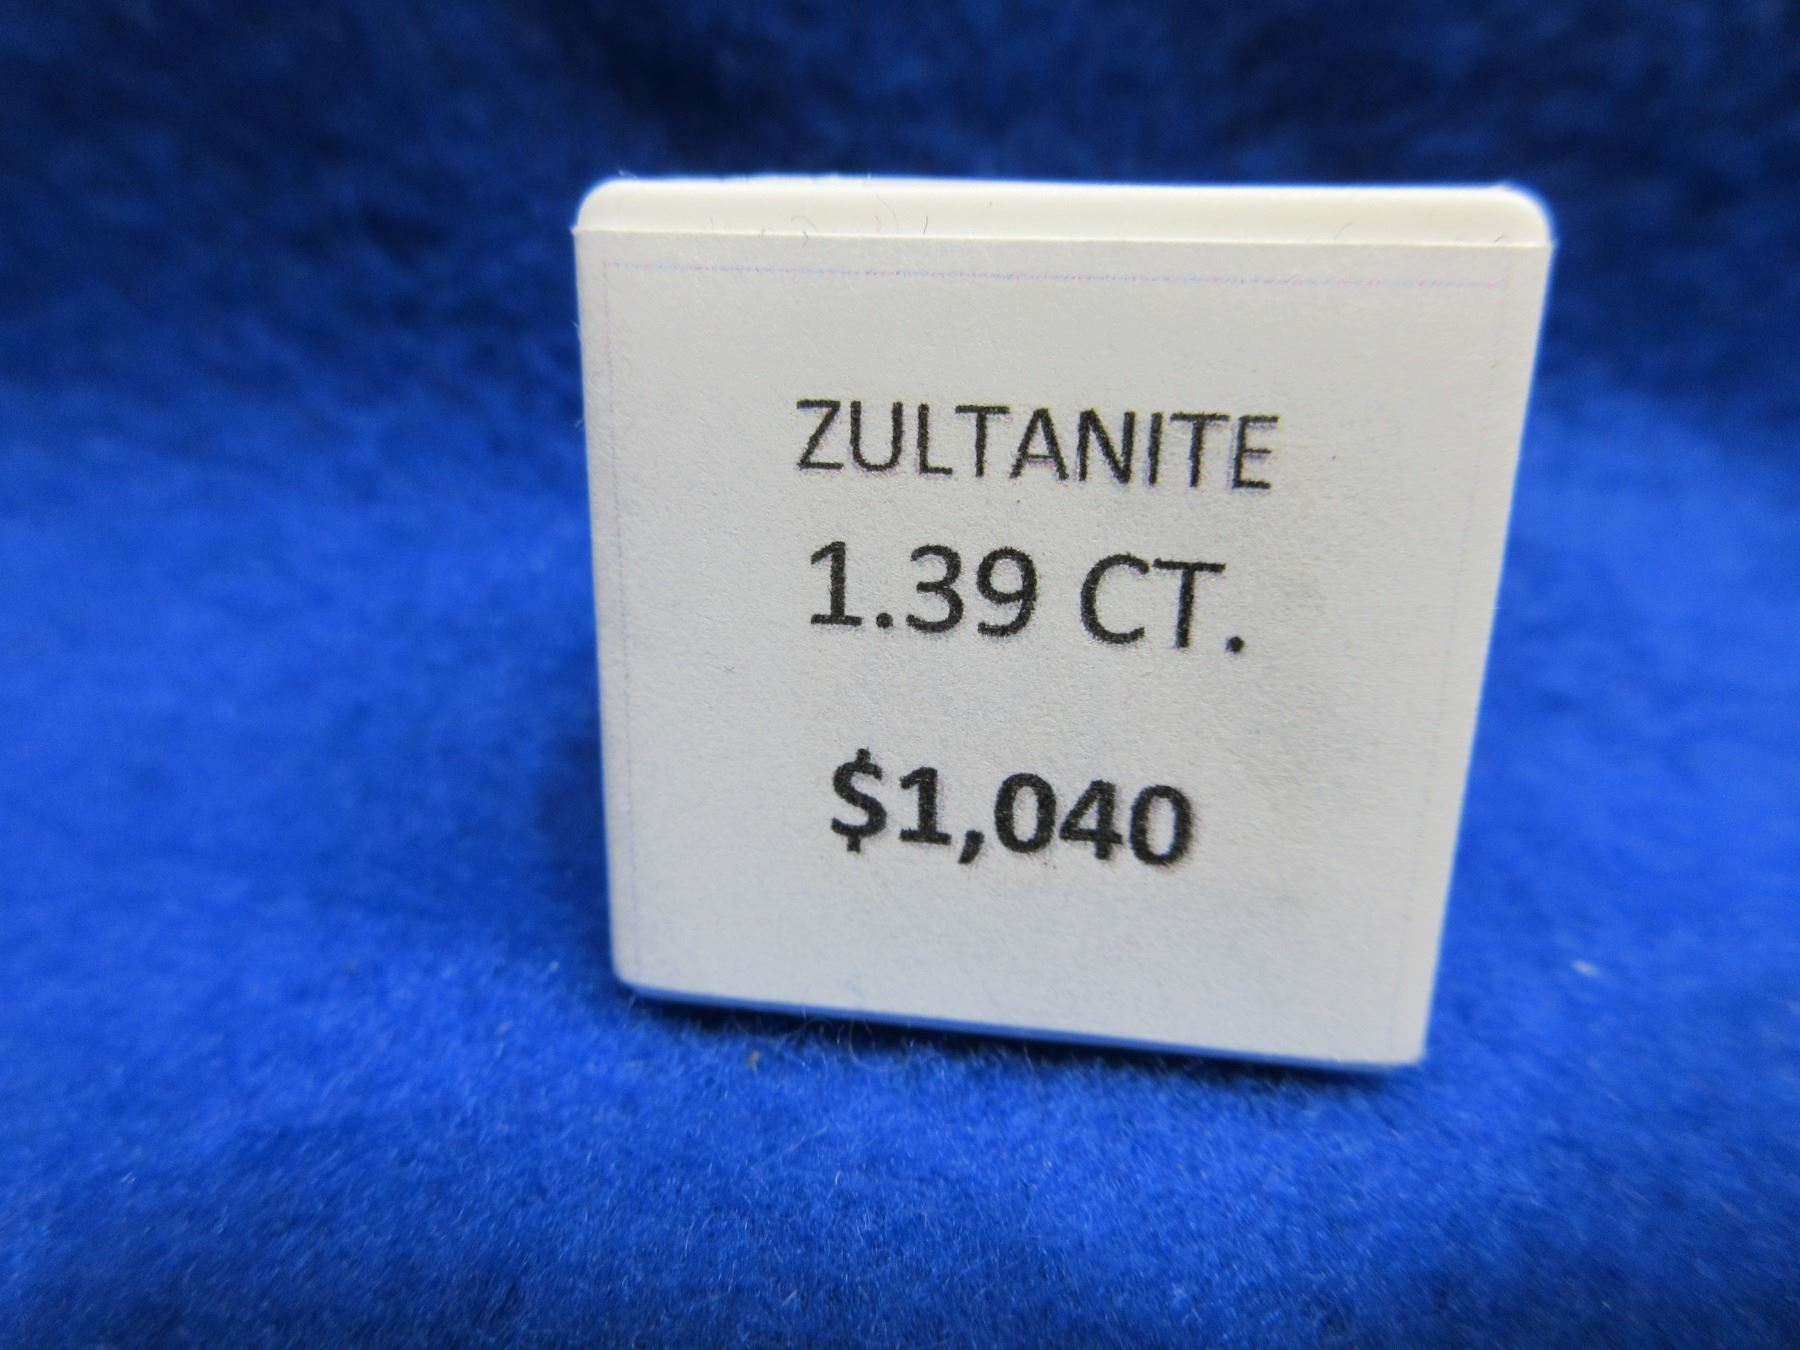 ZULTANITE
1.39 CT.
$1,040